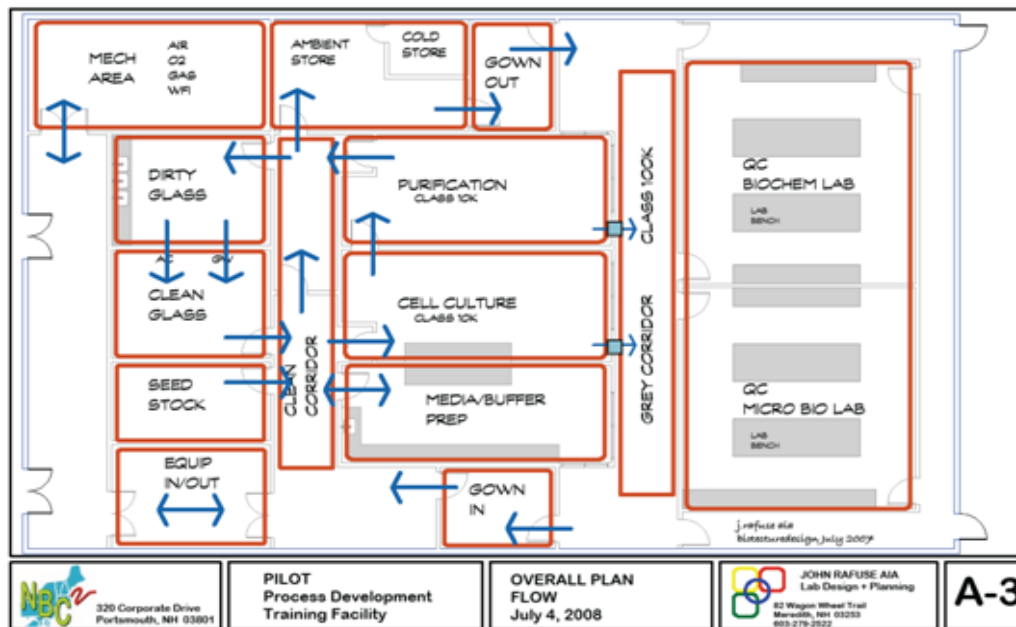 MECH
AREA
AIR
O2
GAS
WFI
AMBIENT
STORE
COLD
STORE
GOWN
OUT
DIRTY
GLASS
PURIFICATION
CLASS 10K
CLASS 100K
QC
BIOCHEM LAB
LAB
BENCH
AC
GW
CLEAN
GLASS
CELL CULTURE
CLASS 10K
CLEAN
CORRIDOR
GREY CORRIDOR
SEED
STOCK
MEDIA/BUFFER
PREP
QC
MICRO BIO LAB
LAB
BENCH
EQUIP
IN/OUT
GOWN
IN
j.rafuse aia
biotecturedesign, July 2007
NBC2
320 Corporate Drive
Portsmouth, NH 03801
PILOT
Process Development
Training Facility
OVERALL PLAN
FLOW
July 4, 2008
JOHN RAFUSE AIA
Lab Design + Planning
82 Wagon Wheel Trail
Meredith, NH 03253
603-279-2522
A-3